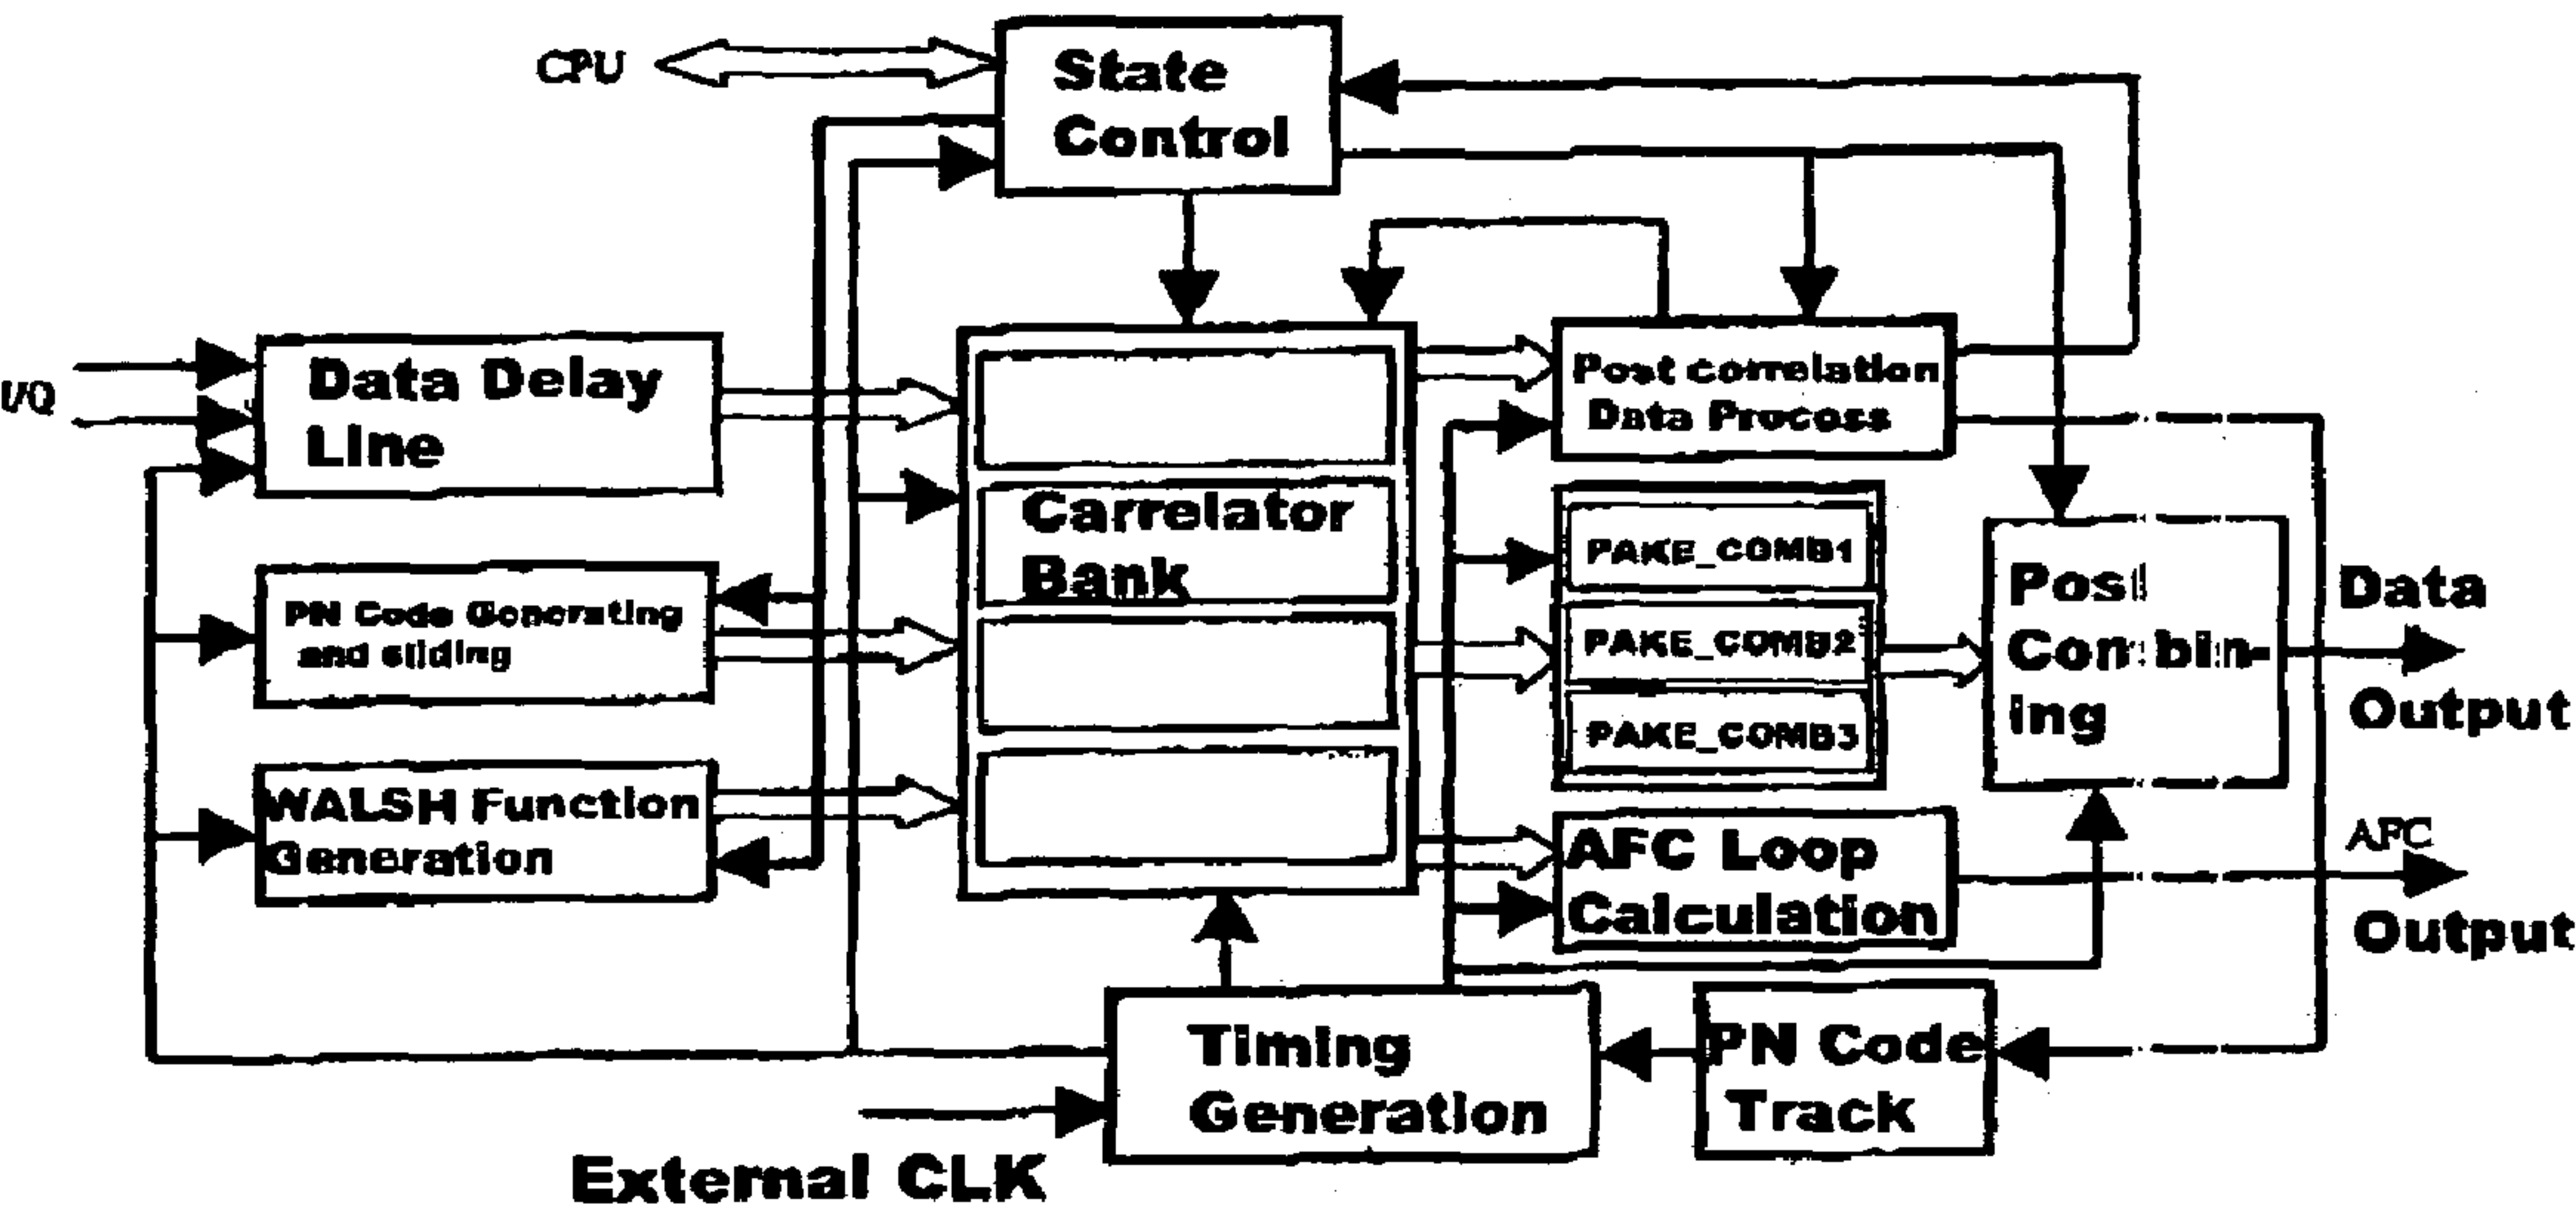 CPU
State
Control
I/Q
Data Delay
Line
Post correlation
Data Process
Carrelator
Bank
PN Code Generating
and sliding
PAKE_COMB1
PAKE_COMB2
PAKE_COMB3
Post
Combin-
ing
Data
Output
WALSH Function
Generation
AFC Loop
Calculation
AFC
Output
Timing
Generation
PN Code
Track
External CLK